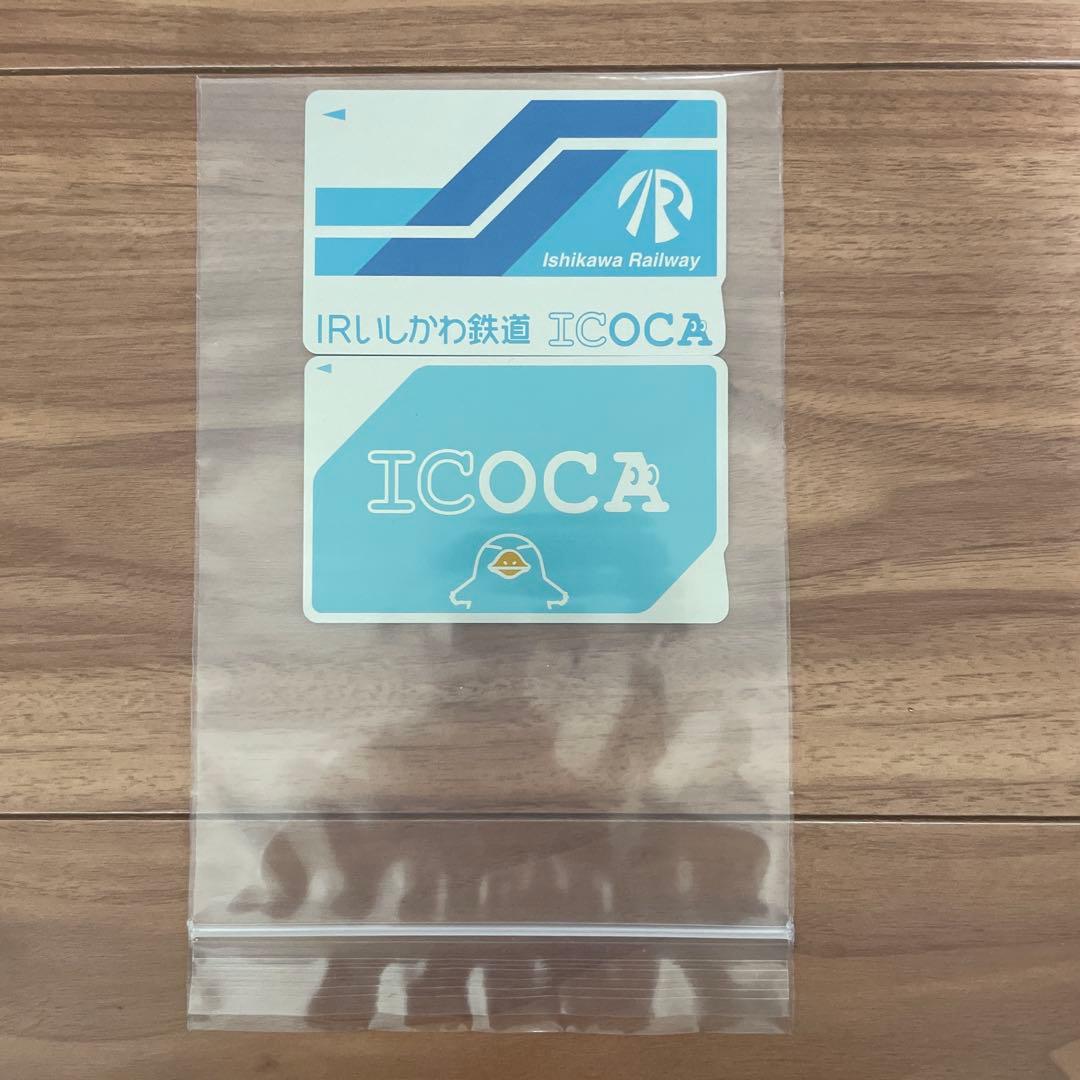 IR
Ishikawa Railway
IRいしかわ鉄道 ICOCA
ICOCA